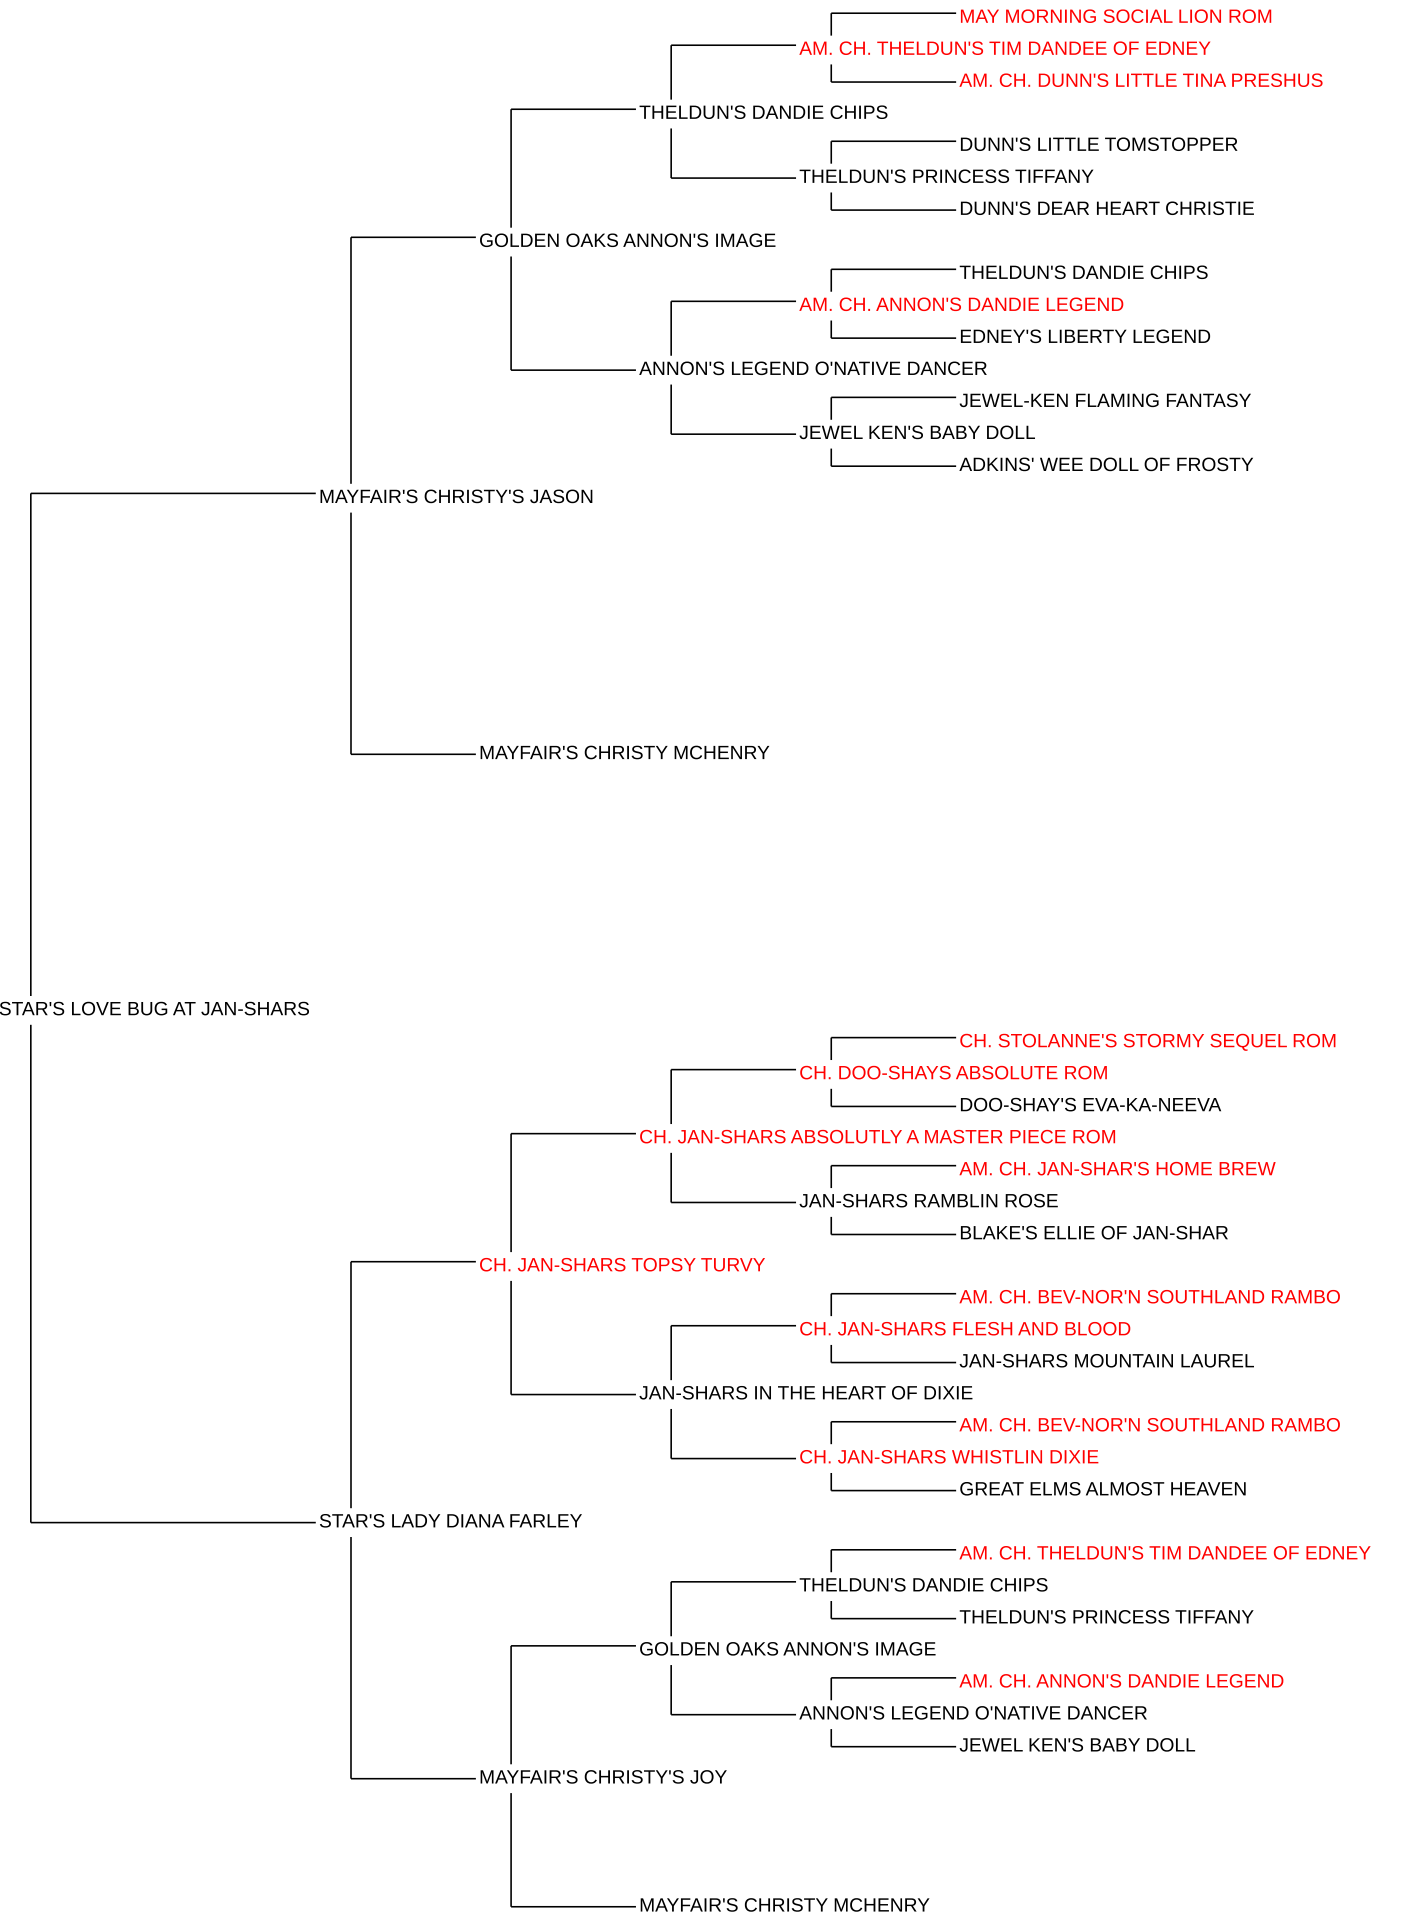 MAY MORNING SOCIAL LION ROM
AM. CH. THELDUN'S TIM DANDEE OF EDNEY
AM. CH. DUNN'S LITTLE TINA PRESHUS
THELDUN'S DANDIE CHIPS
DUNN'S LITTLE TOMSTOPPER
THELDUN'S PRINCESS TIFFANY
DUNN'S DEAR HEART CHRISTIE
GOLDEN OAKS ANNON'S IMAGE
THELDUN'S DANDIE CHIPS
AM. CH. ANNON'S DANDIE LEGEND
EDNEY'S LIBERTY LEGEND
ANNON'S LEGEND O'NATIVE DANCER
JEWEL-KEN FLAMING FANTASY
JEWEL KEN'S BABY DOLL
ADKINS' WEE DOLL OF FROSTY
MAYFAIR'S CHRISTY'S JASON
MAYFAIR'S CHRISTY MCHENRY
STAR'S LOVE BUG AT JAN-SHARS
CH. STOLANNE'S STORMY SEQUEL ROM
CH. DOO-SHAYS ABSOLUTE ROM
DOO-SHAY'S EVA-KA-NEEVA
CH. JAN-SHARS ABSOLUTLY A MASTER PIECE ROM
AM. CH. JAN-SHAR'S HOME BREW
JAN-SHARS RAMBLIN ROSE
BLAKE'S ELLIE OF JAN-SHAR
CH. JAN-SHARS TOPSY TURVY
AM. CH. BEV-NOR'N SOUTHLAND RAMBO
CH. JAN-SHARS FLESH AND BLOOD
JAN-SHARS MOUNTAIN LAUREL
JAN-SHARS IN THE HEART OF DIXIE
AM. CH. BEV-NOR'N SOUTHLAND RAMBO
CH. JAN-SHARS WHISTLIN DIXIE
GREAT ELMS ALMOST HEAVEN
STAR'S LADY DIANA FARLEY
AM. CH. THELDUN'S TIM DANDEE OF EDNEY
THELDUN'S DANDIE CHIPS
THELDUN'S PRINCESS TIFFANY
GOLDEN OAKS ANNON'S IMAGE
AM. CH. ANNON'S DANDIE LEGEND
ANNON'S LEGEND O'NATIVE DANCER
JEWEL KEN'S BABY DOLL
MAYFAIR'S CHRISTY'S JOY
MAYFAIR'S CHRISTY MCHENRY